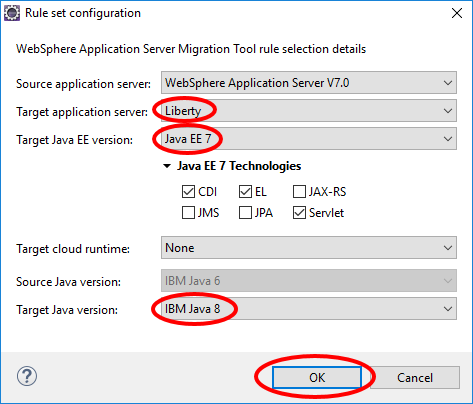 Rule set configuration
WebSphere Application Server Migration Tool rule selection details
Source application server: WebSphere Application Server V7.0
Target application server: Liberty
Target Java EE version: Java EE 7
Java EE 7 Technologies
CDI EL JAX-RS
JMS JPA Servlet
Target cloud runtime: None
Source Java version: IBM Java 6
Target Java version: IBM Java 8
? OK Cancel